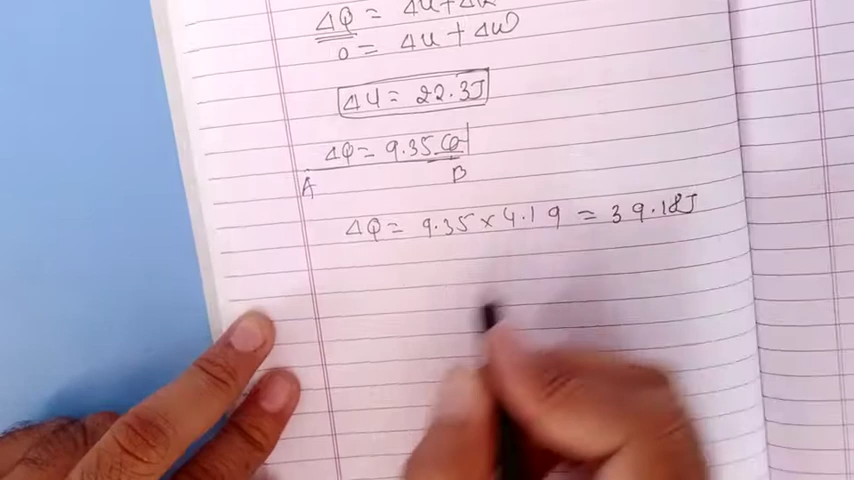 ΔQ = Δu + Δw
0 = Δu + Δw
Δu = 22.3J
ΔQ = 9.35
A B
ΔQ = 9.35 × 4.19 = 39.18J